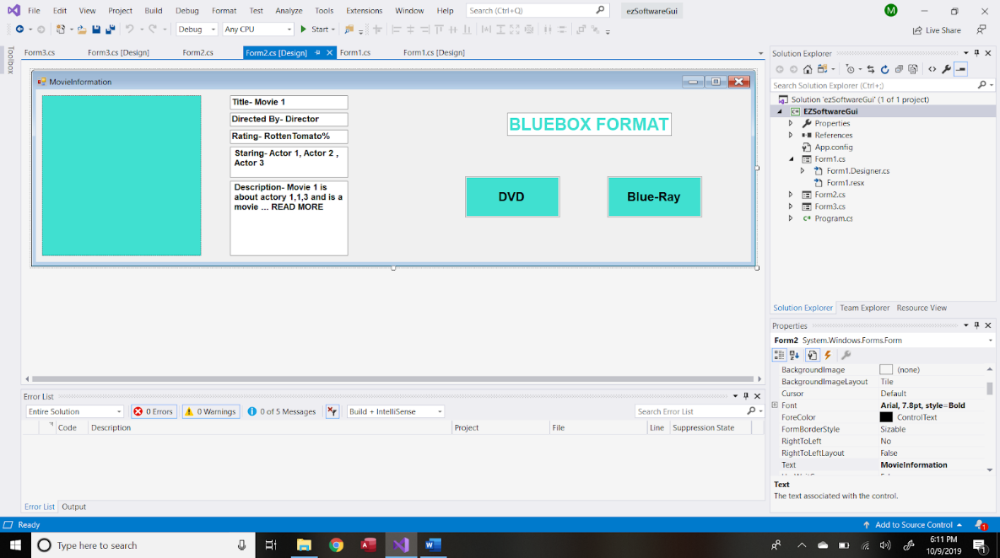 File Edit View Project Build Debug Format Test Analyze Tools Extensions Window Help Search (Ctrl+Q) ezSoftwareGui M
Debug Any CPU Start Live Share
Toolbox
Form3.cs Form3.cs [Design] Form2.cs Form2.cs [Design] Form1.cs Form1.cs [Design]
MovieInformation
Title- Movie 1
Directed By- Director
Rating- RottenTomato%
Staring- Actor 1, Actor 2 ,
Actor 3
Description- Movie 1 is
about actory 1,1,3 and is a
movie ... READ MORE
BLUEBOX FORMAT
DVD Blue-Ray
Solution Explorer
Search Solution Explorer (Ctrl+;)
Solution 'ezSoftwareGui' (1 of 1 project)
EZSoftwareGui
Properties
References
App.config
Form1.cs
Form1.Designer.cs
Form1.resx
Form2.cs
Form3.cs
Program.cs
Solution Explorer Team Explorer Resource View
Properties
Form2 System.Windows.Forms.Form
BackgroundImage (none)
BackgroundImageLayout Tile
Cursor Default
Font Arial, 7.8pt, style=Bold
ForeColor ControlText
FormBorderStyle Sizable
RightToLeft No
RightToLeftLayout False
Text MovieInformation
Text
The text associated with the control.
Error List
Entire Solution 0 Errors 0 Warnings 0 of 5 Messages Build + IntelliSense Search Error List
Code Description Project File Line Suppression State
Error List Output
Ready Add to Source Control 1
Type here to search
6:11 PM
10/9/2019 1